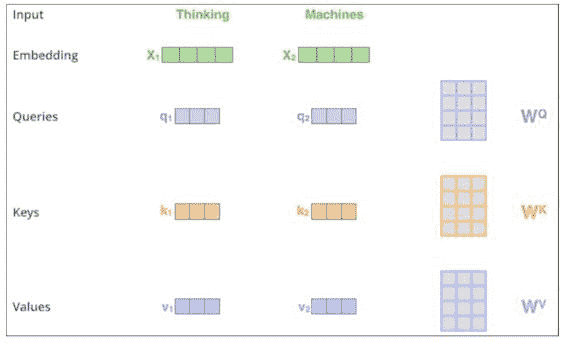 Input Thinking Machines
Embedding X1 X2
Queries q1 q2 WQ
Keys k1 k2 WK
Values v1 v2 WV